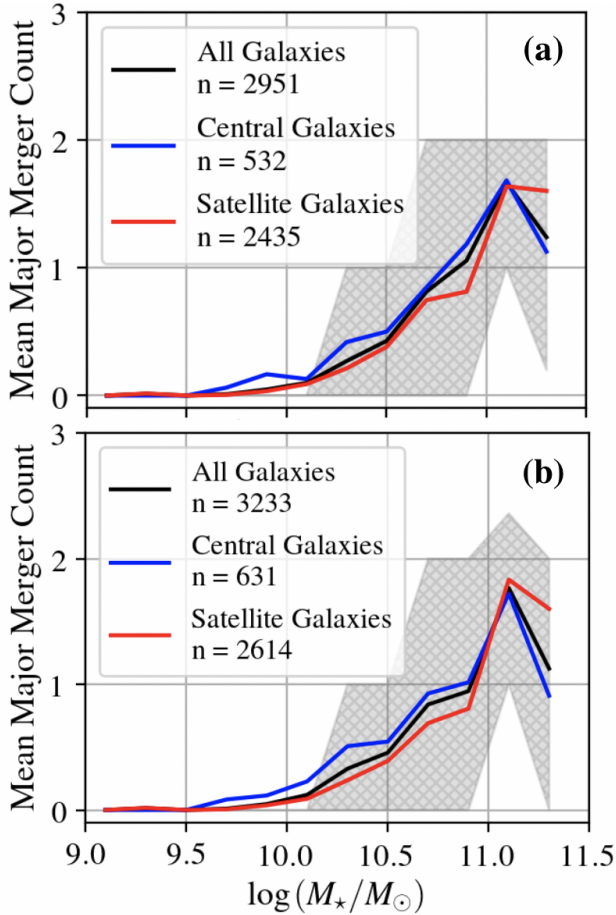 3
2
1
0
Mean Major Merger Count
(a)
All Galaxies
n = 2951
Central Galaxies
n = 532
Satellite Galaxies
n = 2435
3
2
1
0
Mean Major Merger Count
(b)
All Galaxies
n = 3233
Central Galaxies
n = 631
Satellite Galaxies
n = 2614
9.0 9.5 10.0 10.5 11.0 11.5
log (M⋆/M⊙)